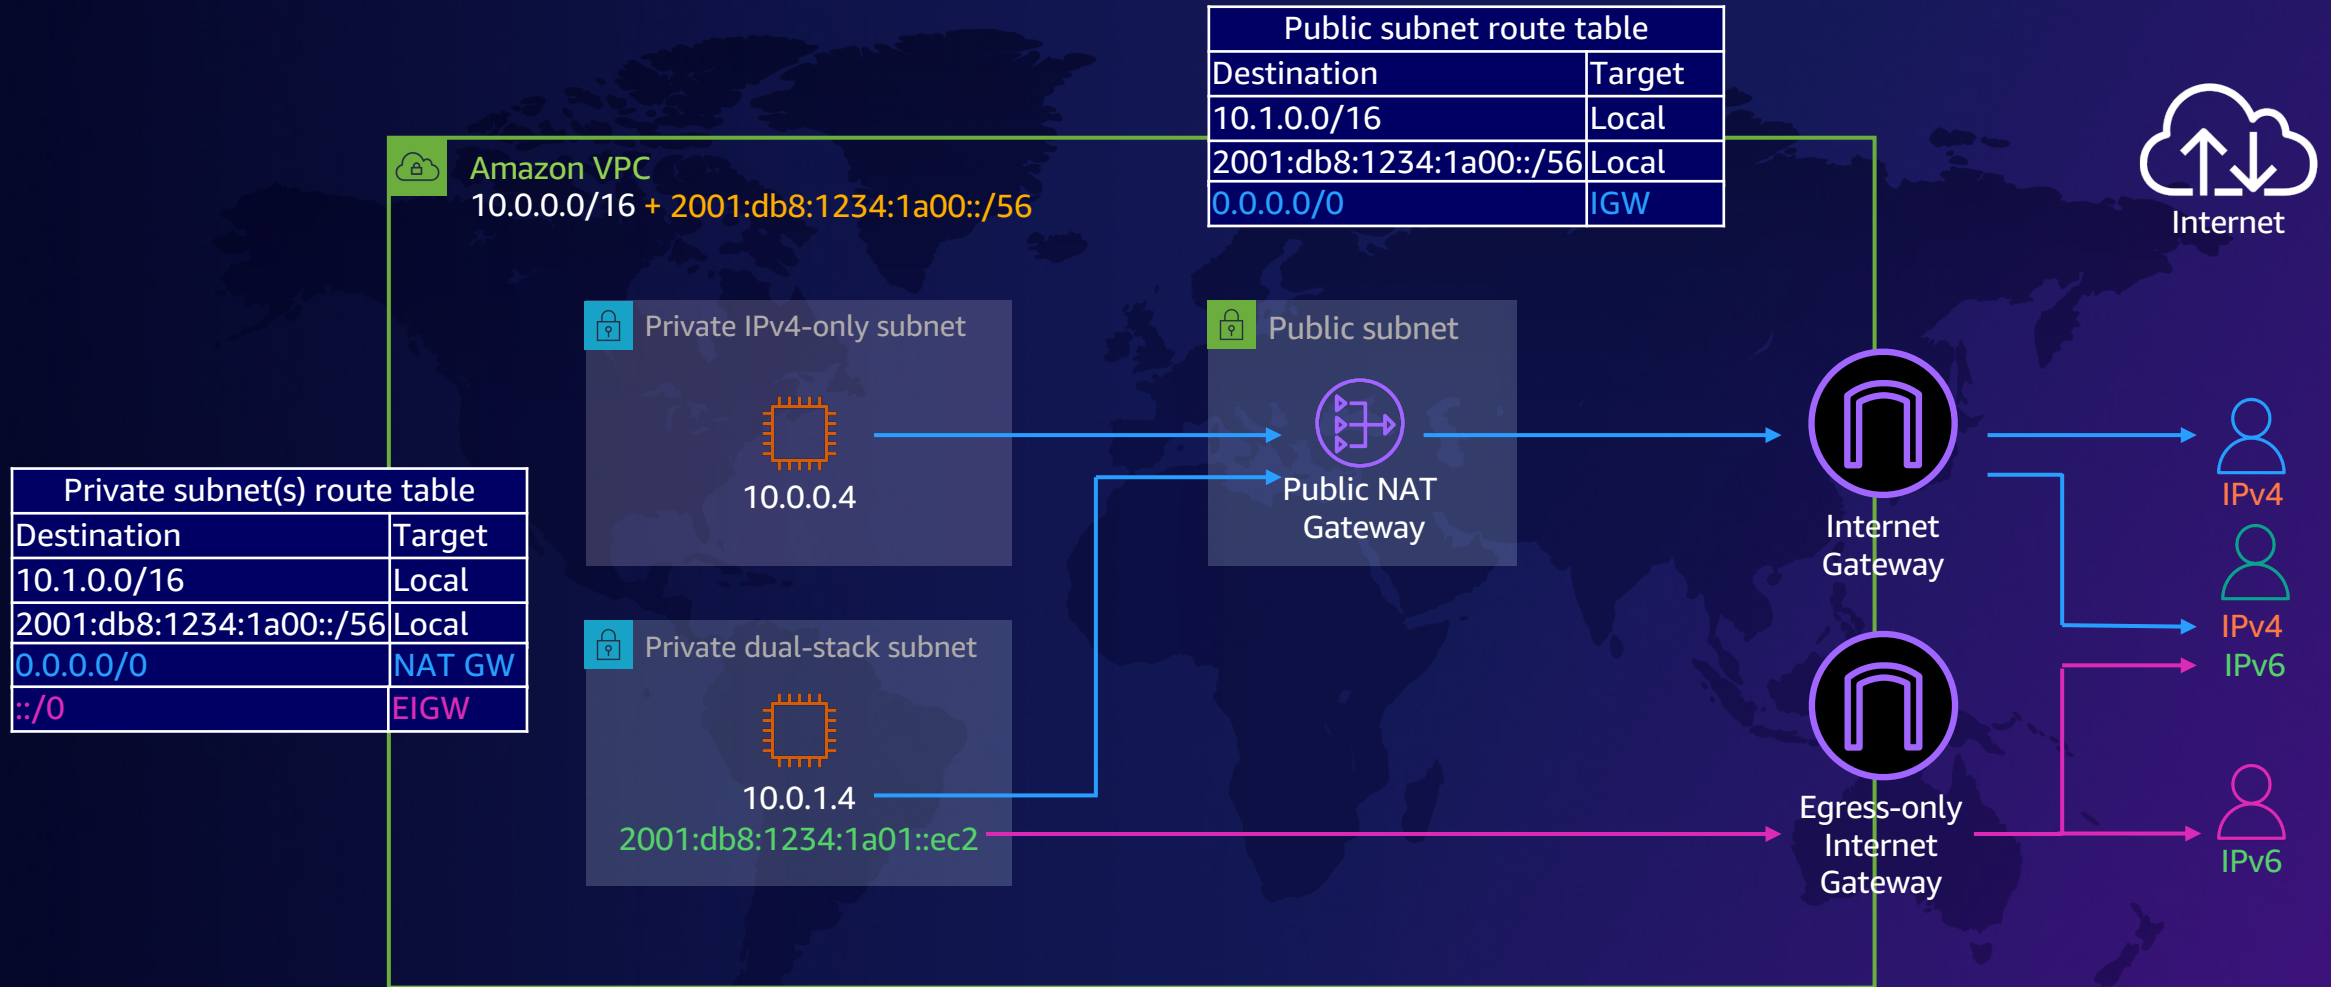 Public subnet route table
Destination Target
10.1.0.0/16 Local
2001:db8:1234:1a00::/56 Local
0.0.0.0/0 IGW
Internet
Amazon VPC
10.0.0.0/16 + 2001:db8:1234:1a00::/56
Private IPv4-only subnet
10.0.0.4
Public subnet
Public NAT
Gateway
Internet
Gateway
IPv4
IPv4
IPv6
Private subnet(s) route table
Destination Target
10.1.0.0/16 Local
2001:db8:1234:1a00::/56 Local
0.0.0.0/0 NAT GW
::/0 EIGW
Private dual-stack subnet
10.0.1.4
2001:db8:1234:1a01::ec2
Egress-only
Internet
Gateway
IPv6